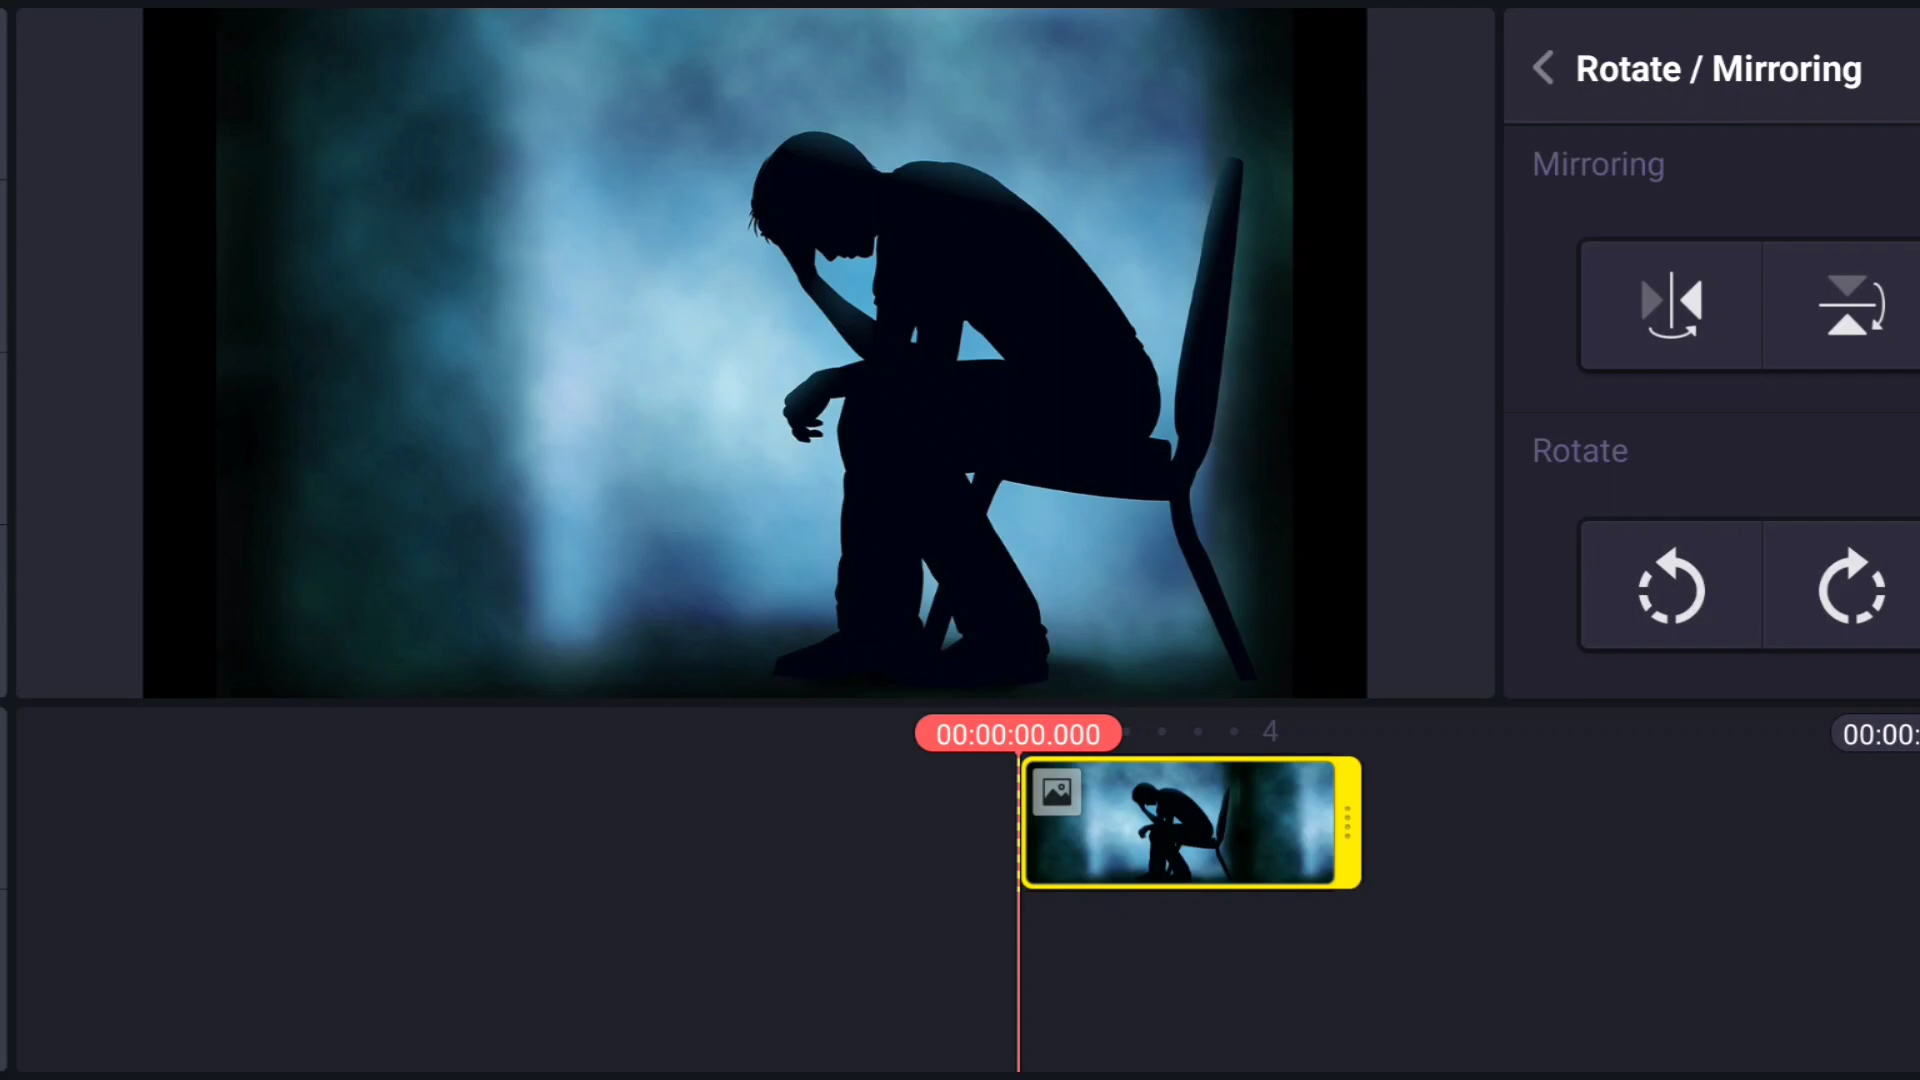 Rotate / Mirroring
Mirroring
Rotate
00:00:00.000
4
00:00: